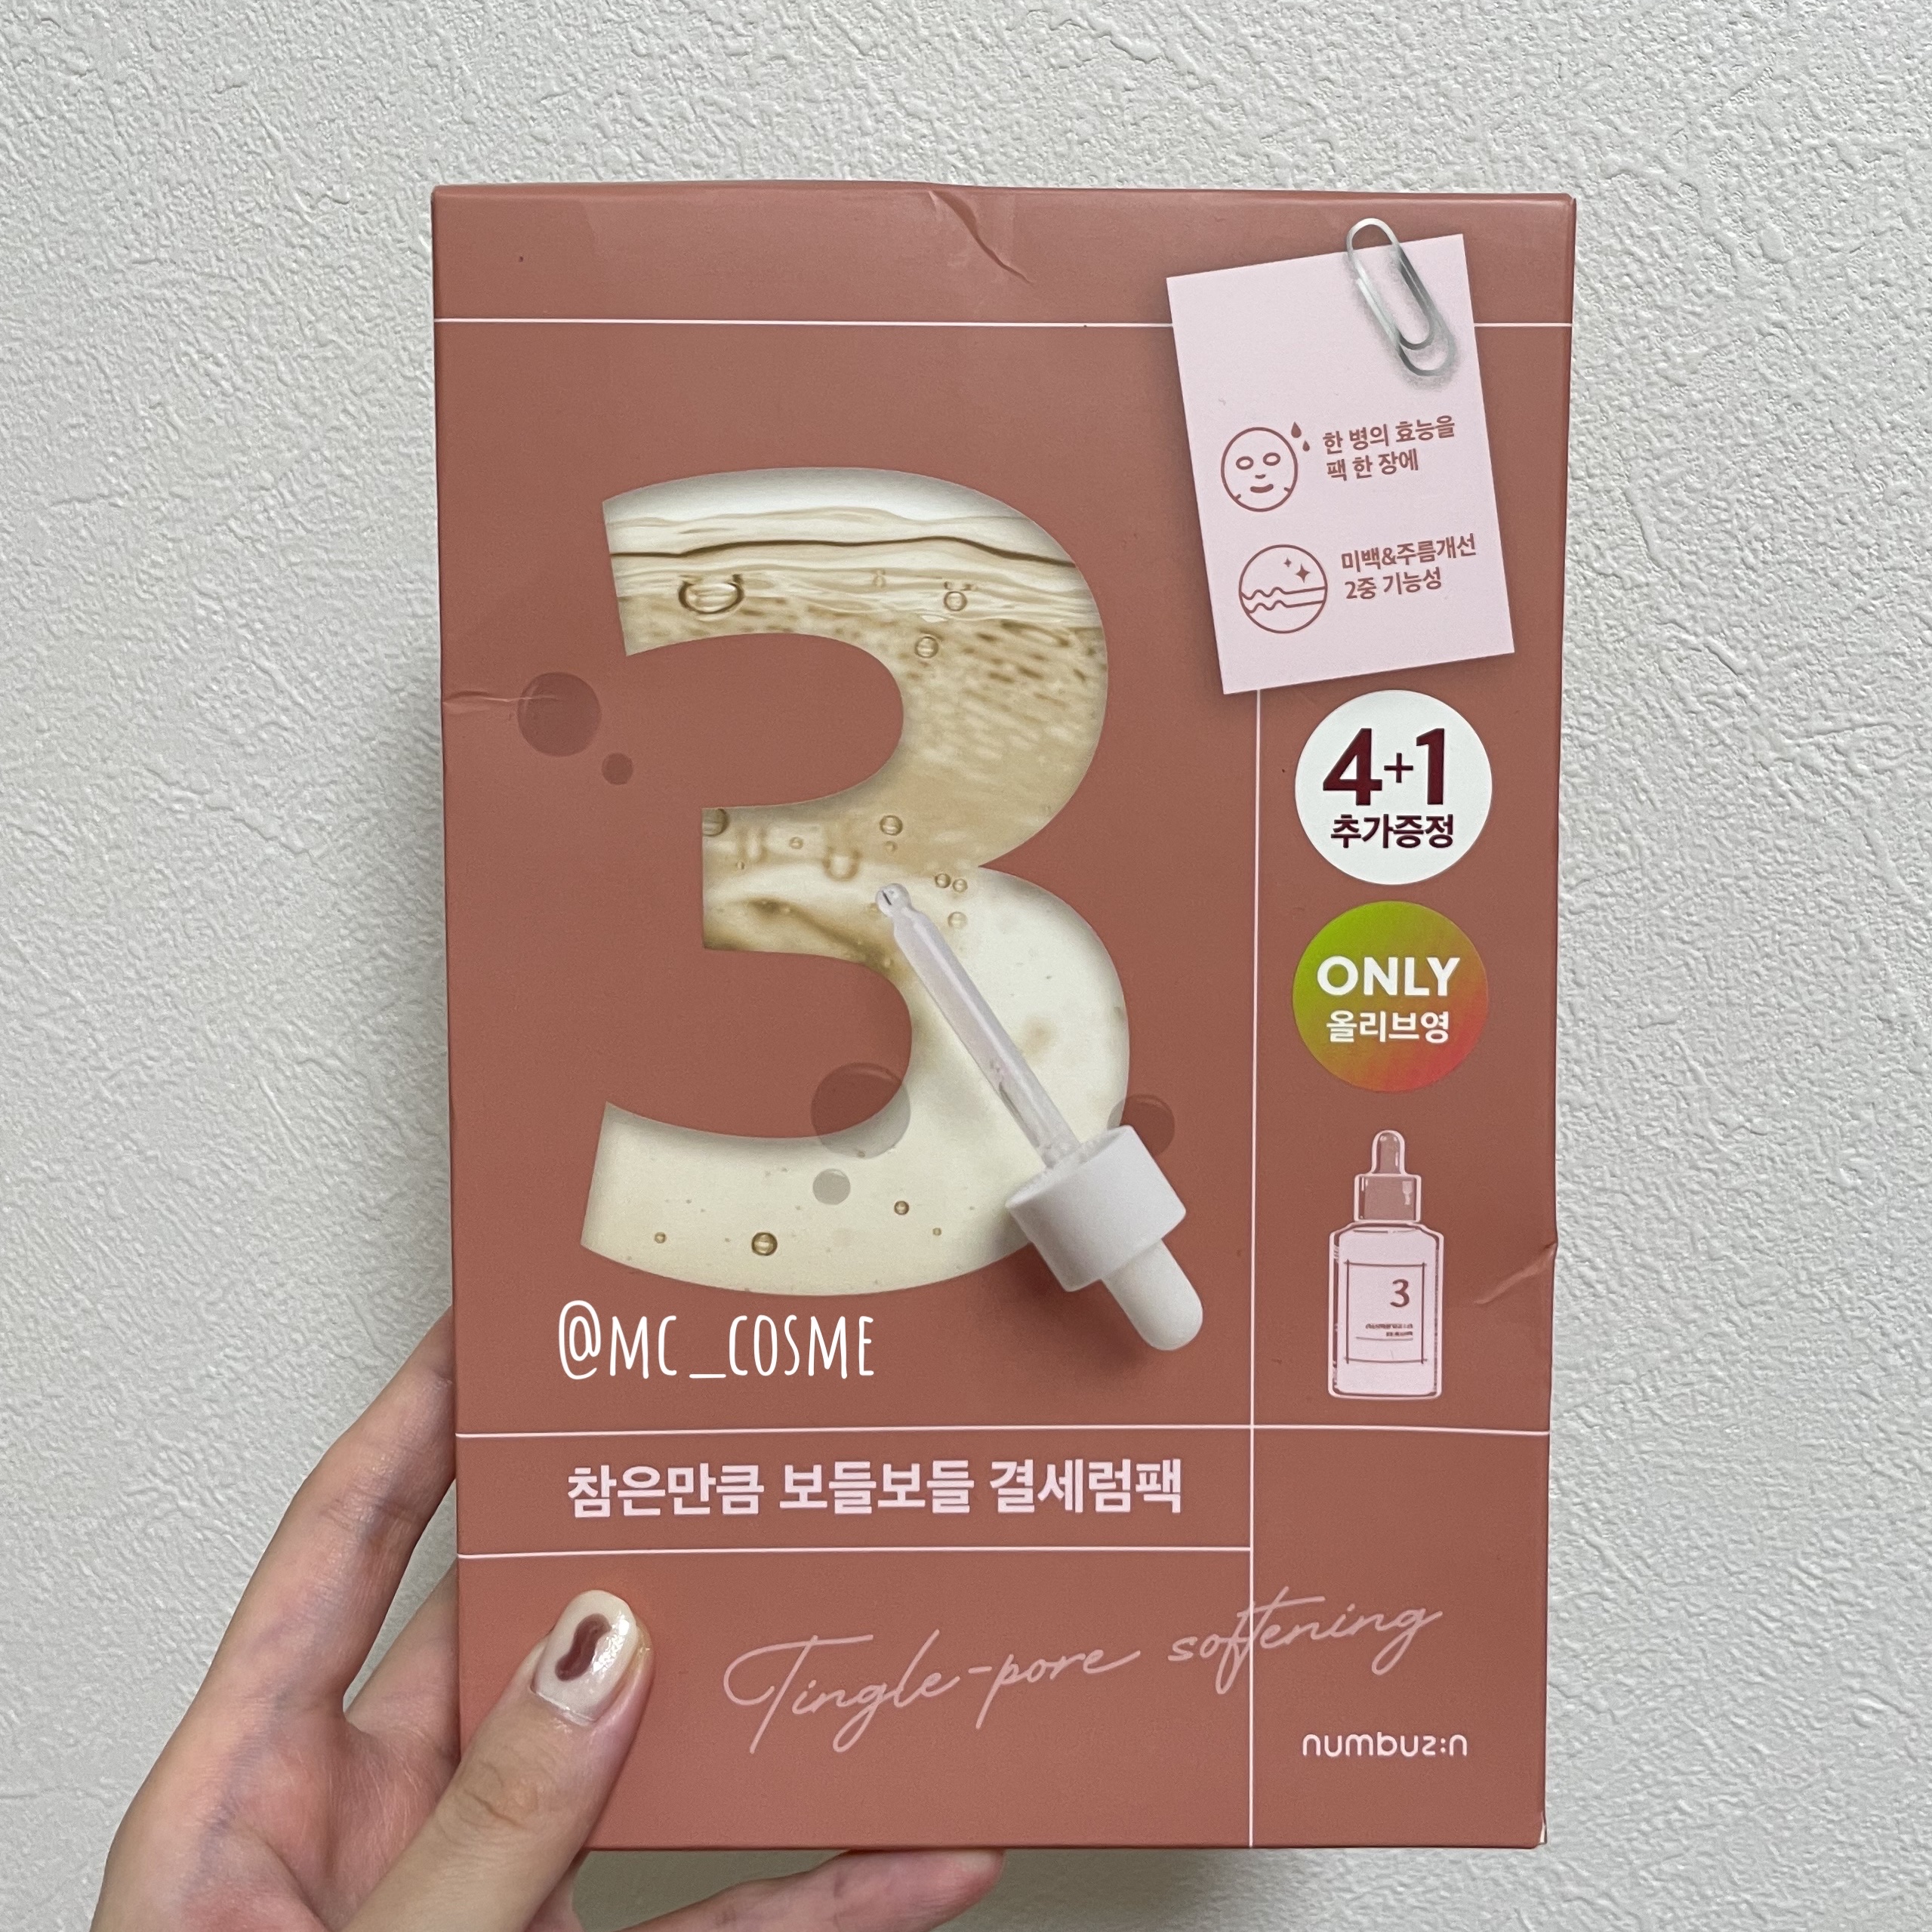 3
한 병의 효능을
팩 한 장에
미백&주름개선
2중 기능성
4+1
추가증정
ONLY
올리브영
3
@MC_COSME
참은만큼 보들보들 결세럼팩
Tingle-pore softening
numbuz:n